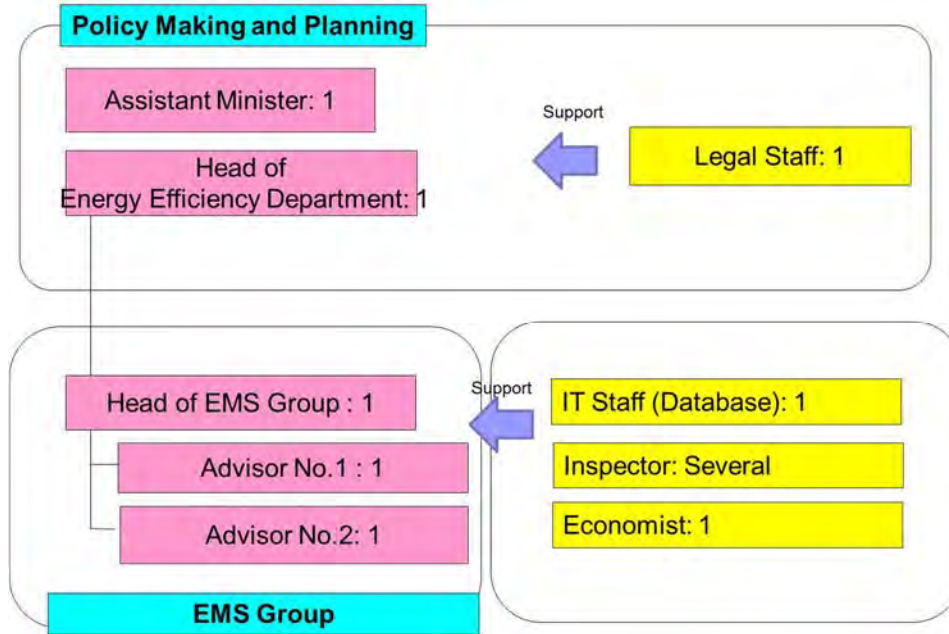 Policy Making and Planning
Assistant Minister: 1
Support
Head of
Energy Efficiency Department: 1
Legal Staff: 1
Head of EMS Group : 1
Support
IT Staff (Database): 1
Advisor No.1 : 1
Inspector: Several
Advisor No.2: 1
Economist: 1
EMS Group